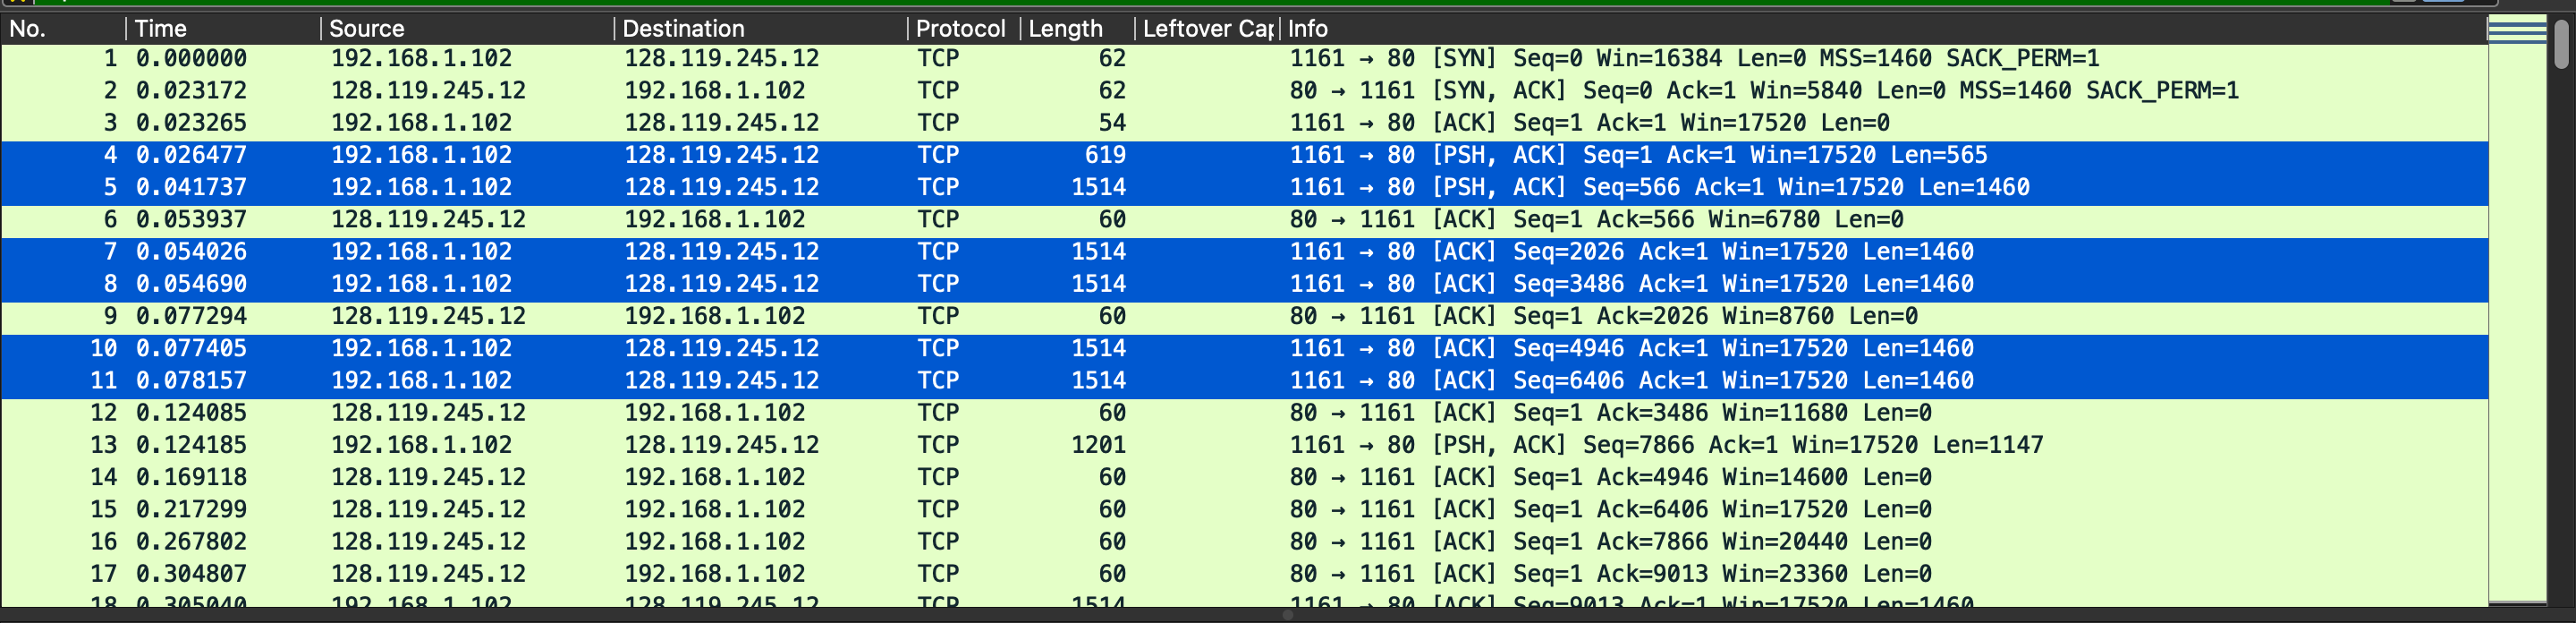 No. Time Source Destination Protocol Length Leftover Cap Info
1 0.000000 192.168.1.102 128.119.245.12 TCP 62 1161 → 80 [SYN] Seq=0 Win=16384 Len=0 MSS=1460 SACK_PERM=1
2 0.023172 128.119.245.12 192.168.1.102 TCP 62 80 → 1161 [SYN, ACK] Seq=0 Ack=1 Win=5840 Len=0 MSS=1460 SACK_PERM=1
3 0.023265 192.168.1.102 128.119.245.12 TCP 54 1161 → 80 [ACK] Seq=1 Ack=1 Win=17520 Len=0
4 0.026477 192.168.1.102 128.119.245.12 TCP 619 1161 → 80 [PSH, ACK] Seq=1 Ack=1 Win=17520 Len=565
5 0.041737 192.168.1.102 128.119.245.12 TCP 1514 1161 → 80 [PSH, ACK] Seq=566 Ack=1 Win=17520 Len=1460
6 0.053937 128.119.245.12 192.168.1.102 TCP 60 80 → 1161 [ACK] Seq=1 Ack=566 Win=6780 Len=0
7 0.054026 192.168.1.102 128.119.245.12 TCP 1514 1161 → 80 [ACK] Seq=2026 Ack=1 Win=17520 Len=1460
8 0.054690 192.168.1.102 128.119.245.12 TCP 1514 1161 → 80 [ACK] Seq=3486 Ack=1 Win=17520 Len=1460
9 0.077294 128.119.245.12 192.168.1.102 TCP 60 80 → 1161 [ACK] Seq=1 Ack=2026 Win=8760 Len=0
10 0.077405 192.168.1.102 128.119.245.12 TCP 1514 1161 → 80 [ACK] Seq=4946 Ack=1 Win=17520 Len=1460
11 0.078157 192.168.1.102 128.119.245.12 TCP 1514 1161 → 80 [ACK] Seq=6406 Ack=1 Win=17520 Len=1460
12 0.124085 128.119.245.12 192.168.1.102 TCP 60 80 → 1161 [ACK] Seq=1 Ack=3486 Win=11680 Len=0
13 0.124185 192.168.1.102 128.119.245.12 TCP 1201 1161 → 80 [PSH, ACK] Seq=7866 Ack=1 Win=17520 Len=1147
14 0.169118 128.119.245.12 192.168.1.102 TCP 60 80 → 1161 [ACK] Seq=1 Ack=4946 Win=14600 Len=0
15 0.217299 128.119.245.12 192.168.1.102 TCP 60 80 → 1161 [ACK] Seq=1 Ack=6406 Win=17520 Len=0
16 0.267802 128.119.245.12 192.168.1.102 TCP 60 80 → 1161 [ACK] Seq=1 Ack=7866 Win=20440 Len=0
17 0.304807 128.119.245.12 192.168.1.102 TCP 60 80 → 1161 [ACK] Seq=1 Ack=9013 Win=23360 Len=0
18 0.305040 192.168.1.102 128.119.245.12 TCP 1514 1161 → 80 [ACK] Seq=9013 Ack=1 Win=17520 Len=1460